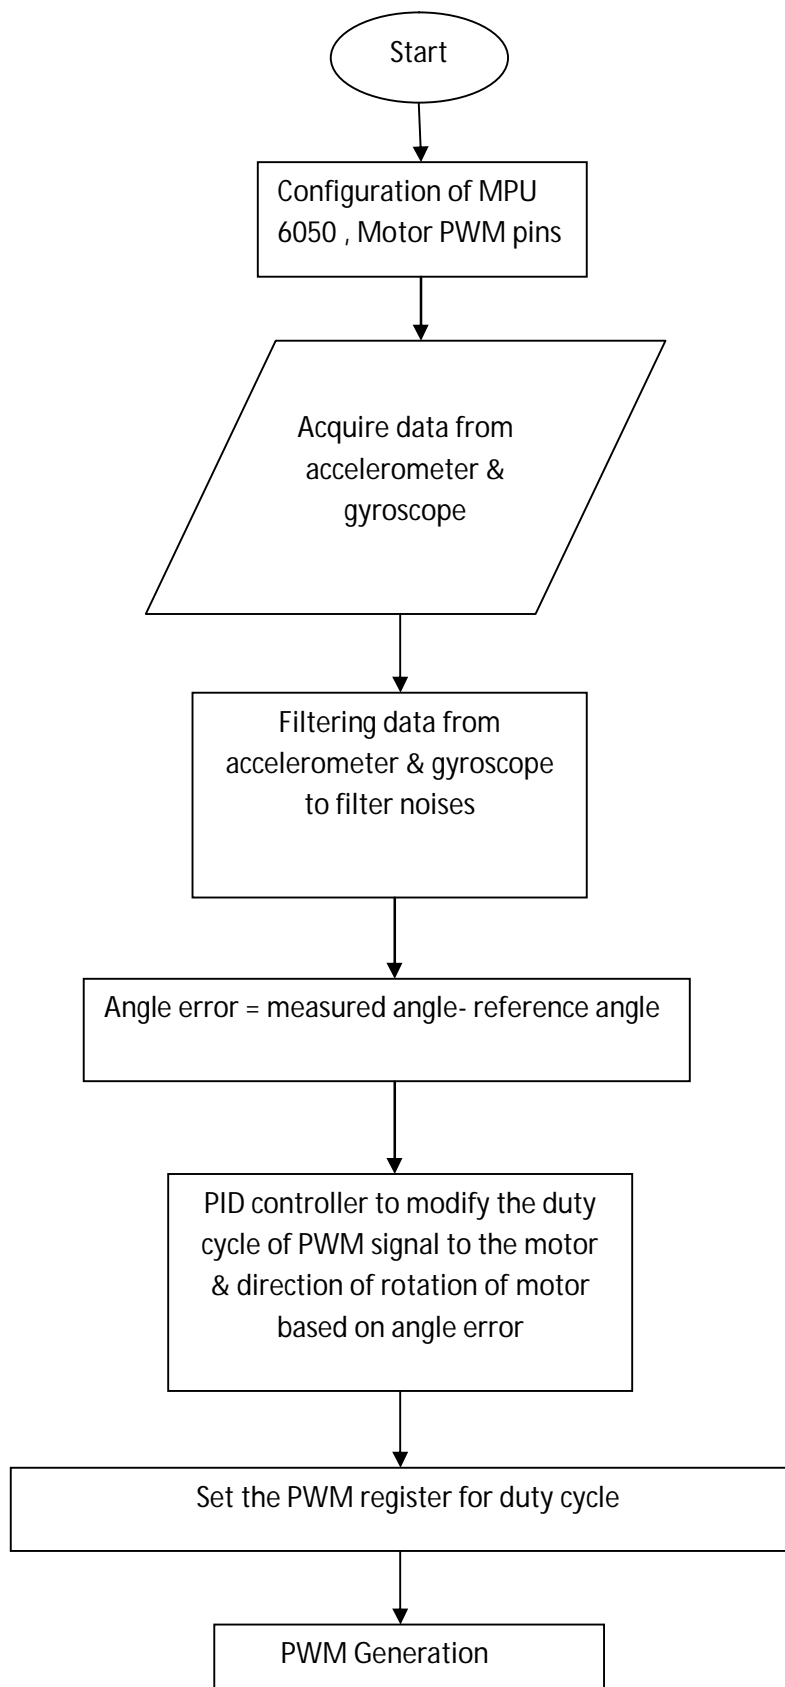 Start
Configuration of MPU
6050 , Motor PWM pins
Acquire data from
accelerometer &
gyroscope
Filtering data from
accelerometer & gyroscope
to filter noises
Angle error = measured angle- reference angle
PID controller to modify the duty
cycle of PWM signal to the motor
& direction of rotation of motor
based on angle error
Set the PWM register for duty cycle
PWM Generation